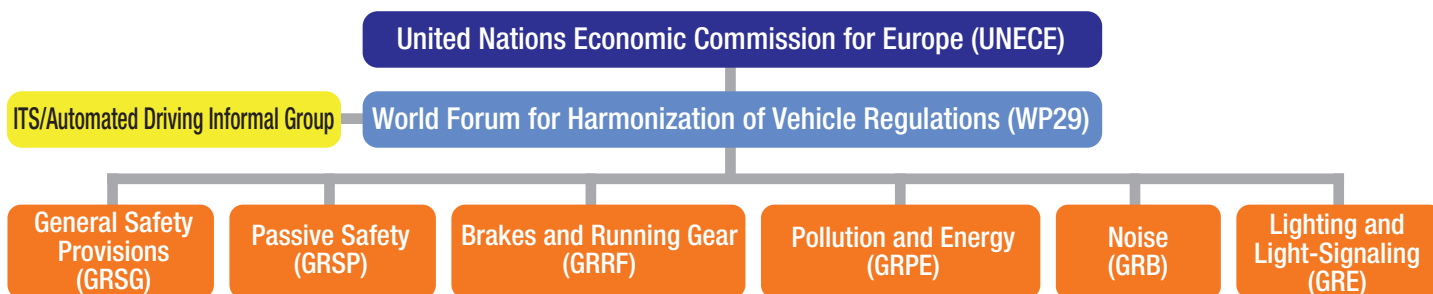 United Nations Economic Commission for Europe (UNECE)
ITS/Automated Driving Informal Group
World Forum for Harmonization of Vehicle Regulations (WP29)
General Safety
Provisions
(GRSG)
Passive Safety
(GRSP)
Brakes and Running Gear
(GRRF)
Pollution and Energy
(GRPE)
Noise
(GRB)
Lighting and
Light-Signaling
(GRE)